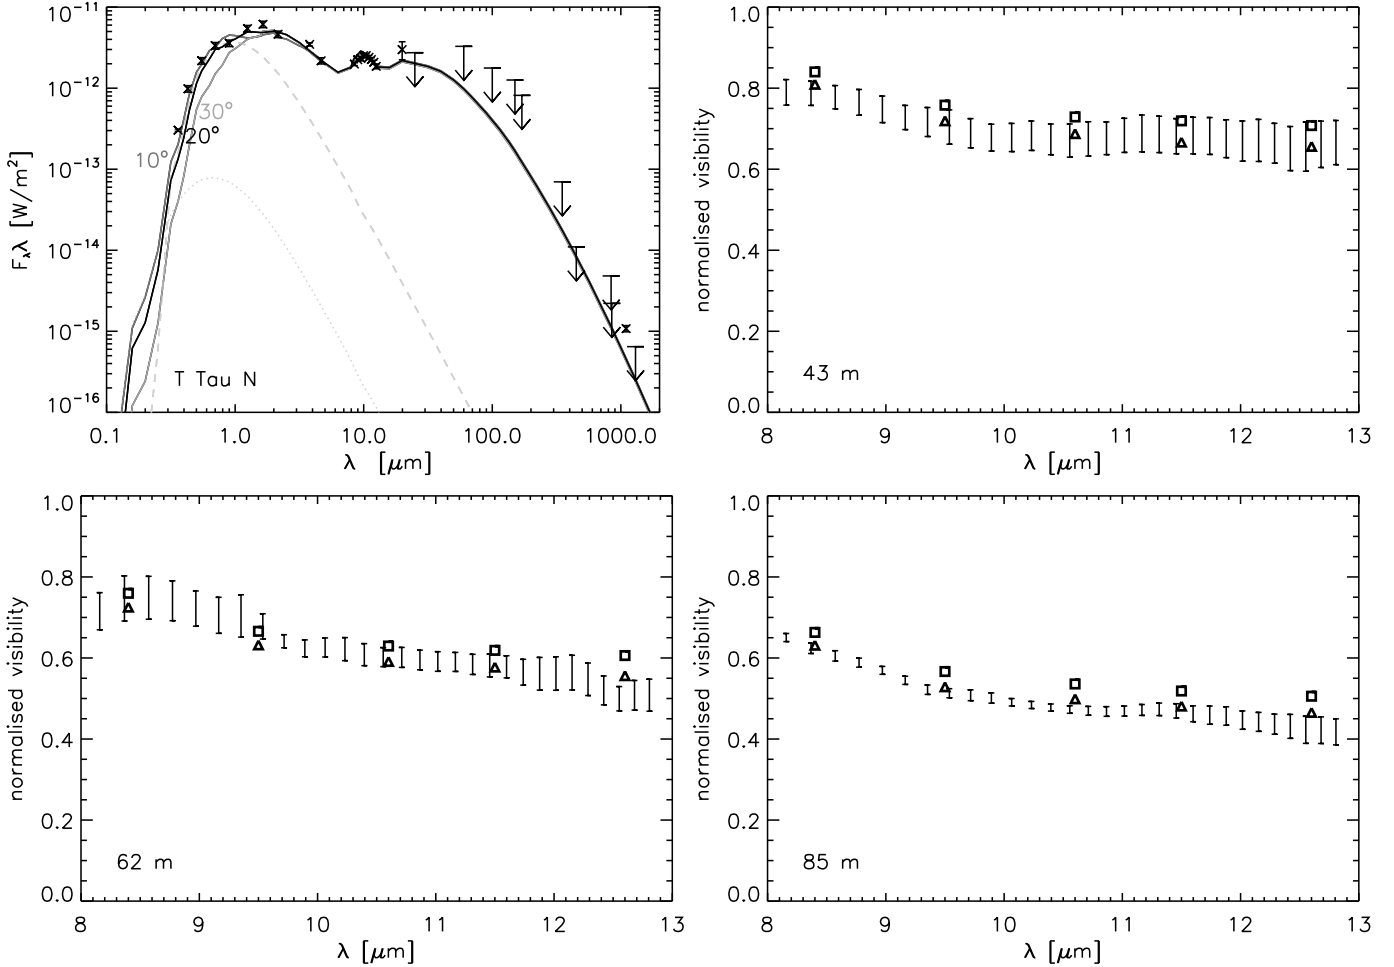 10⁻¹¹
10⁻¹²
10⁻¹³
10⁻¹⁴
10⁻¹⁵
10⁻¹⁶
F_λ λ [W/m²]
30°
20°
10°
T Tau N
0.1 1.0 10.0 100.0 1000.0
λ [μm]
1.0
0.8
0.6
0.4
0.2
0.0
normalised visibility
43 m
8 9 10 11 12 13
λ [μm]
1.0
0.8
0.6
0.4
0.2
0.0
normalised visibility
62 m
8 9 10 11 12 13
λ [μm]
1.0
0.8
0.6
0.4
0.2
0.0
normalised visibility
85 m
8 9 10 11 12 13
λ [μm]